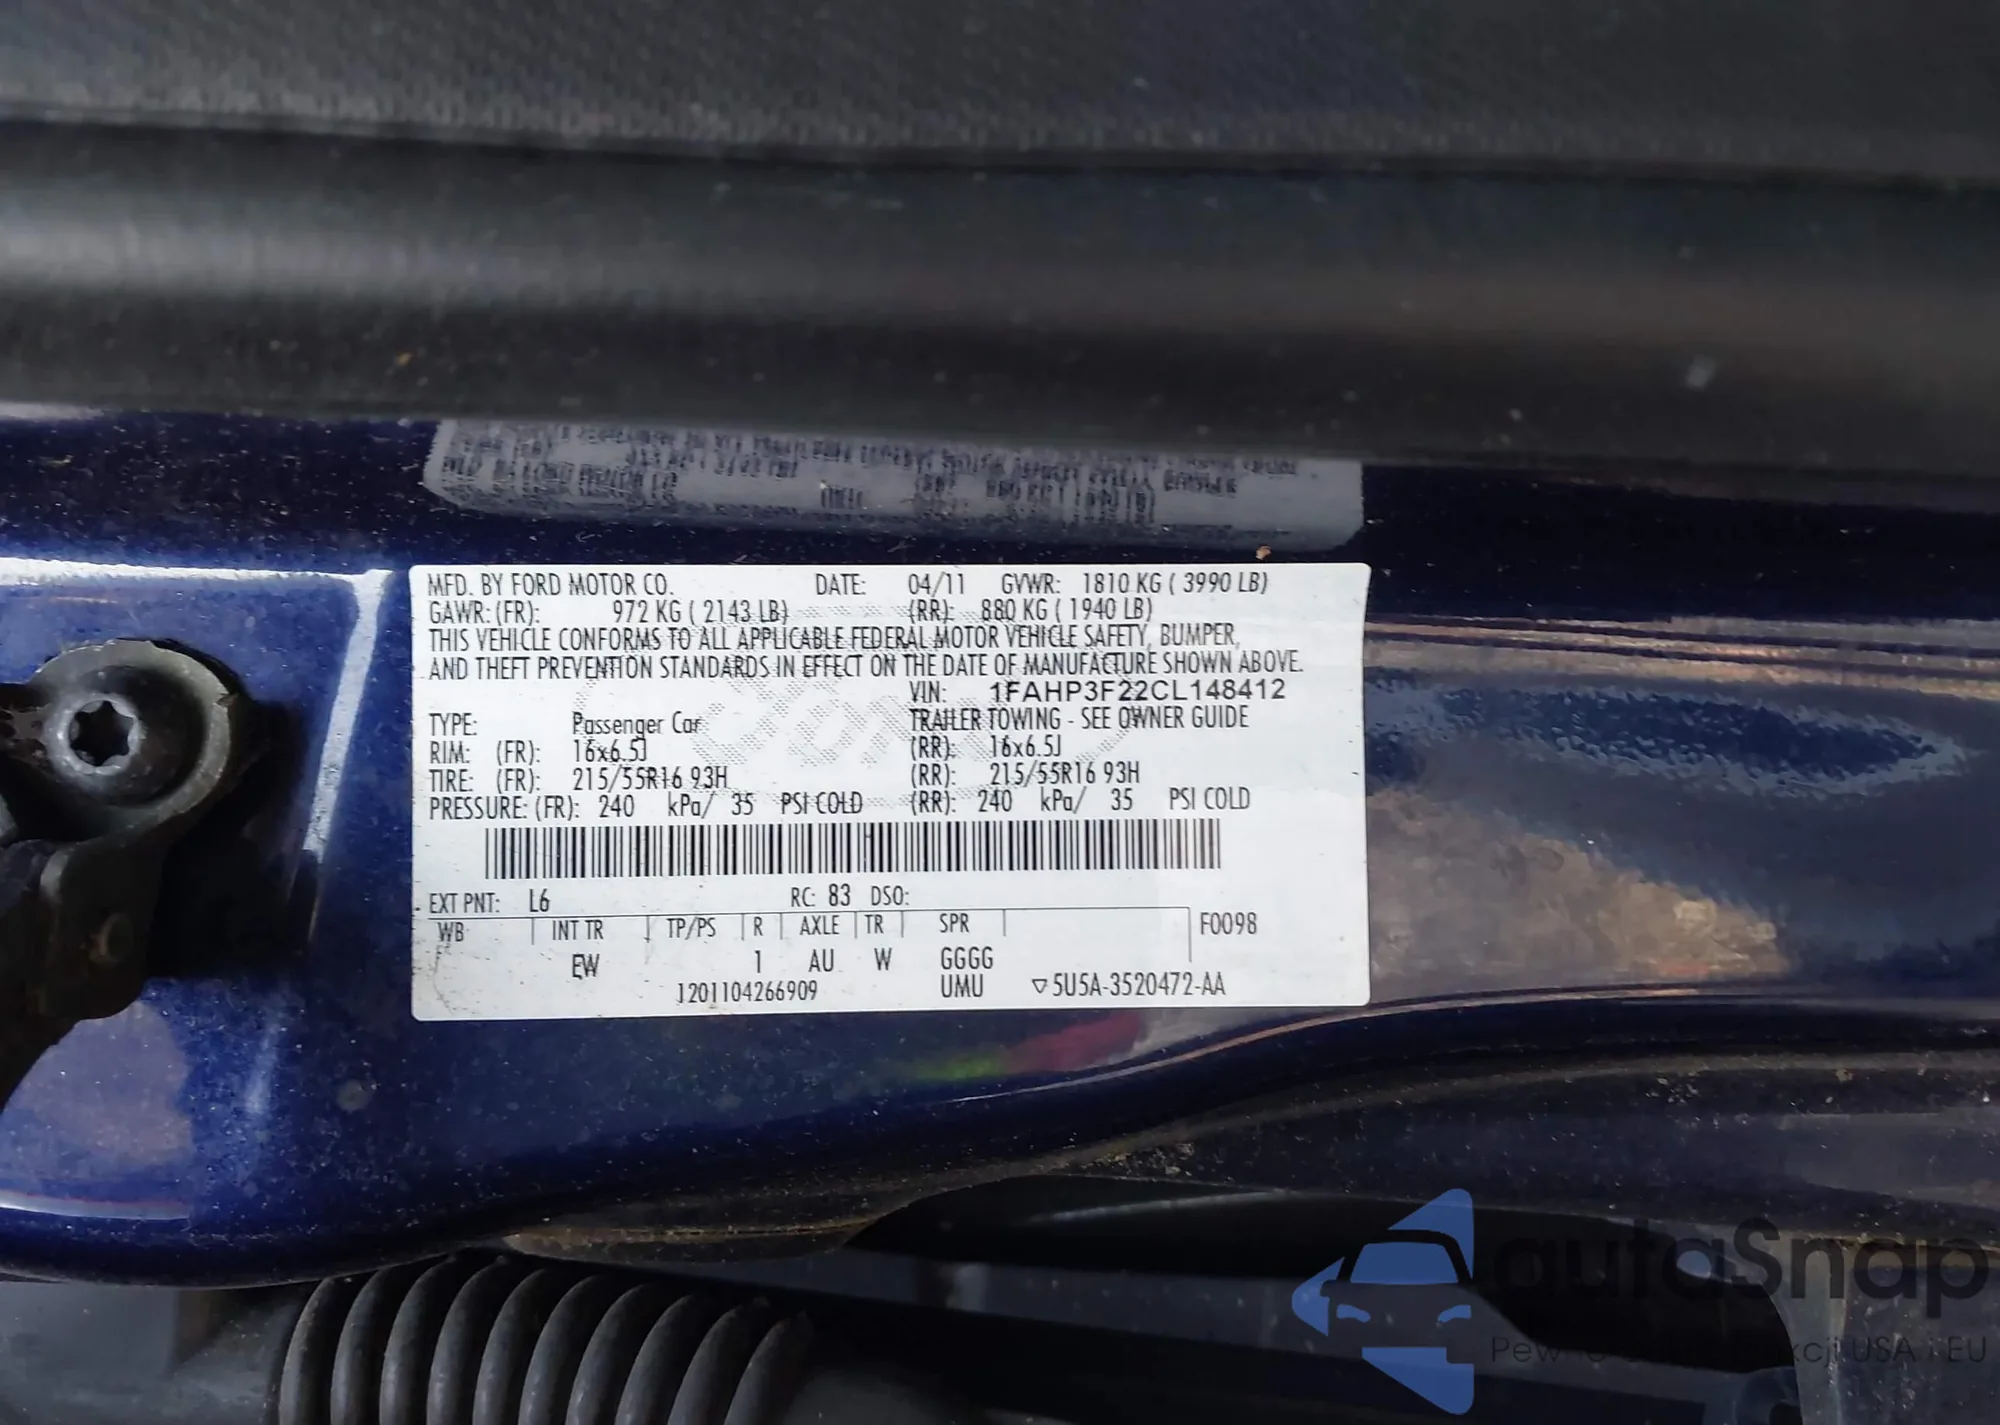 MFD. BY FORD MOTOR CO. DATE: 04/11 GVWR: 1810 KG ( 3990 LB)
GAWR: (FR): 972 KG ( 2143 LB) (RR): 880 KG ( 1940 LB)
THIS VEHICLE CONFORMS TO ALL APPLICABLE FEDERAL MOTOR VEHICLE SAFETY, BUMPER,
AND THEFT PREVENTION STANDARDS IN EFFECT ON THE DATE OF MANUFACTURE SHOWN ABOVE.
VIN: 1FAHP3F22CL148412
TYPE: Passenger Car TRAILER TOWING - SEE OWNER GUIDE
RIM: (FR): 16x6.5J (RR): 16x6.5J
TIRE: (FR): 215/55R16 93H (RR): 215/55R16 93H
PRESSURE: (FR): 240 kPa/ 35 PSI COLD (RR): 240 kPa/ 35 PSI COLD
EXT PNT: L6 RC: 83 DSO:
WB INT TR TP/PS R AXLE TR SPR F0098
EW 1 AU W GGGG
1201104266909 UMU ▽5U5A-3520472-AA
autaSnap
USA i EU